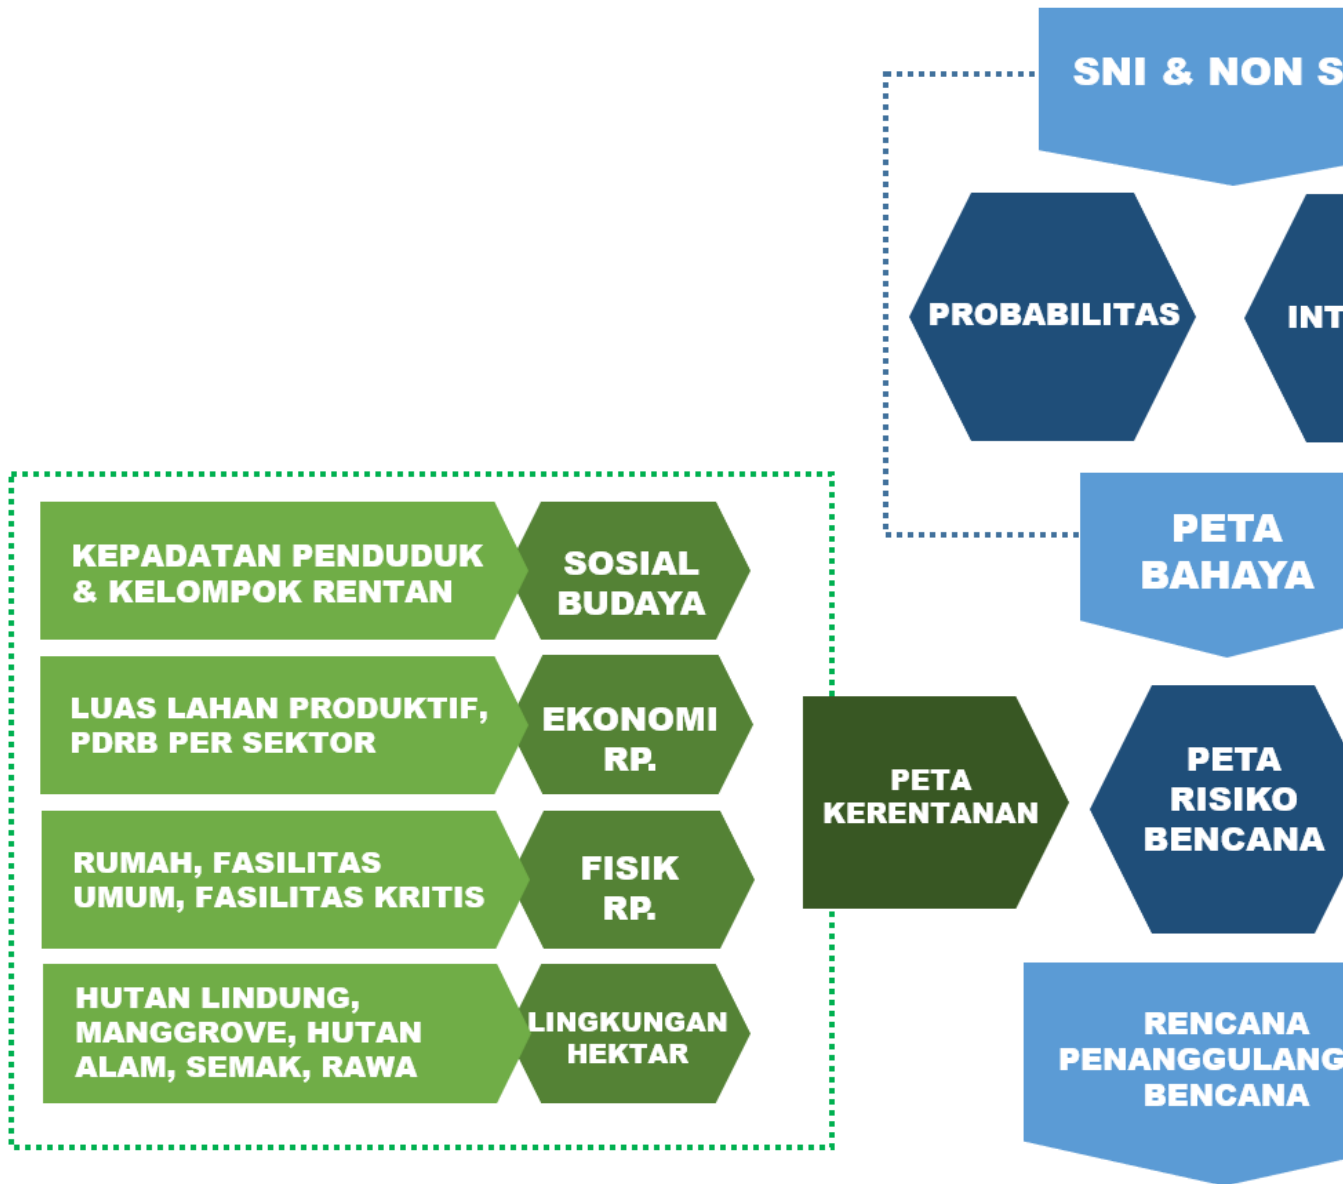 SNI & NON S
PROBABILITAS
INT
PETA
BAHAYA
KEPADATAN PENDUDUK
& KELOMPOK RENTAN
SOSIAL
BUDAYA
LUAS LAHAN PRODUKTIF,
PDRB PER SEKTOR
EKONOMI
RP.
RUMAH, FASILITAS
UMUM, FASILITAS KRITIS
FISIK
RP.
HUTAN LINDUNG,
MANGGROVE, HUTAN
ALAM, SEMAK, RAWA
LINGKUNGAN
HEKTAR
PETA
KERENTANAN
PETA
RISIKO
BENCANA
RENCANA
PENANGGULANG
BENCANA